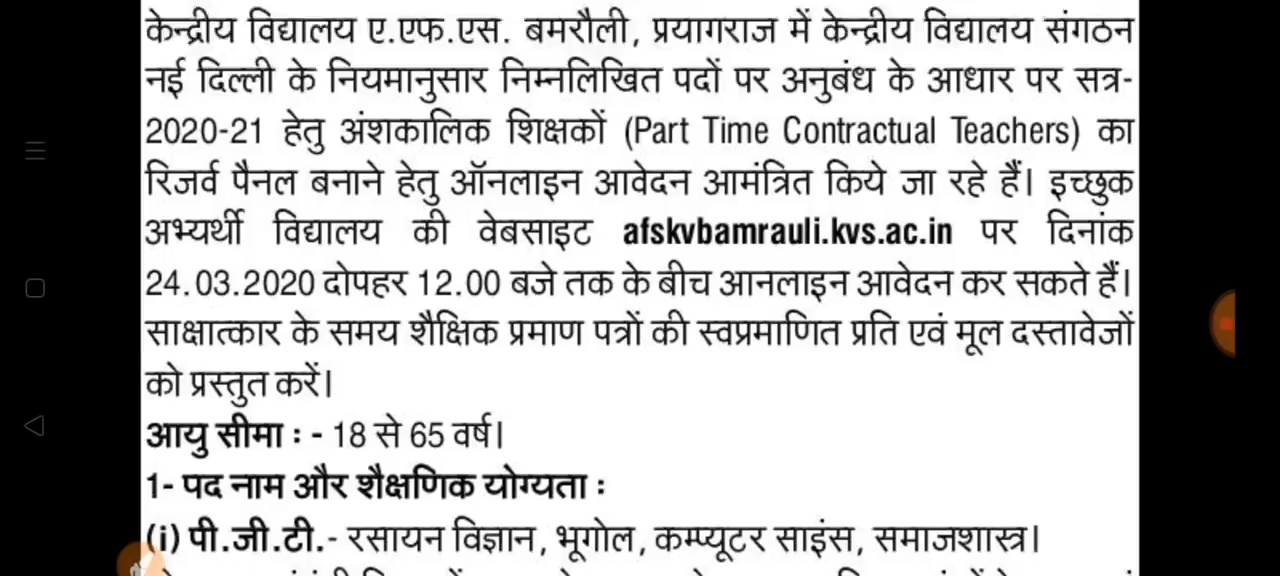 केन्द्रीय विद्यालय ए.एफ.एस. बमरौली, प्रयागराज में केन्द्रीय विद्यालय संगठन
नई दिल्ली के नियमानुसार निम्नलिखित पदों पर अनुबंध के आधार पर सत्र-
2020-21 हेतु अंशकालिक शिक्षकों (Part Time Contractual Teachers) का
रिजर्व पैनल बनाने हेतु ऑनलाइन आवेदन आमंत्रित किये जा रहे हैं। इच्छुक
अभ्यर्थी विद्यालय की वेबसाइट afskvbamrauli.kvs.ac.in पर दिनांक
24.03.2020 दोपहर 12.00 बजे तक के बीच आनलाइन आवेदन कर सकते हैं।
साक्षात्कार के समय शैक्षिक प्रमाण पत्रों की स्वप्रमाणित प्रति एवं मूल दस्तावेजों
को प्रस्तुत करें।
आयु सीमा : - 18 से 65 वर्ष।
1- पद नाम और शैक्षणिक योग्यता :
(i) पी.जी.टी.- रसायन विज्ञान, भूगोल, कम्प्यूटर साइंस, समाजशास्त्र।